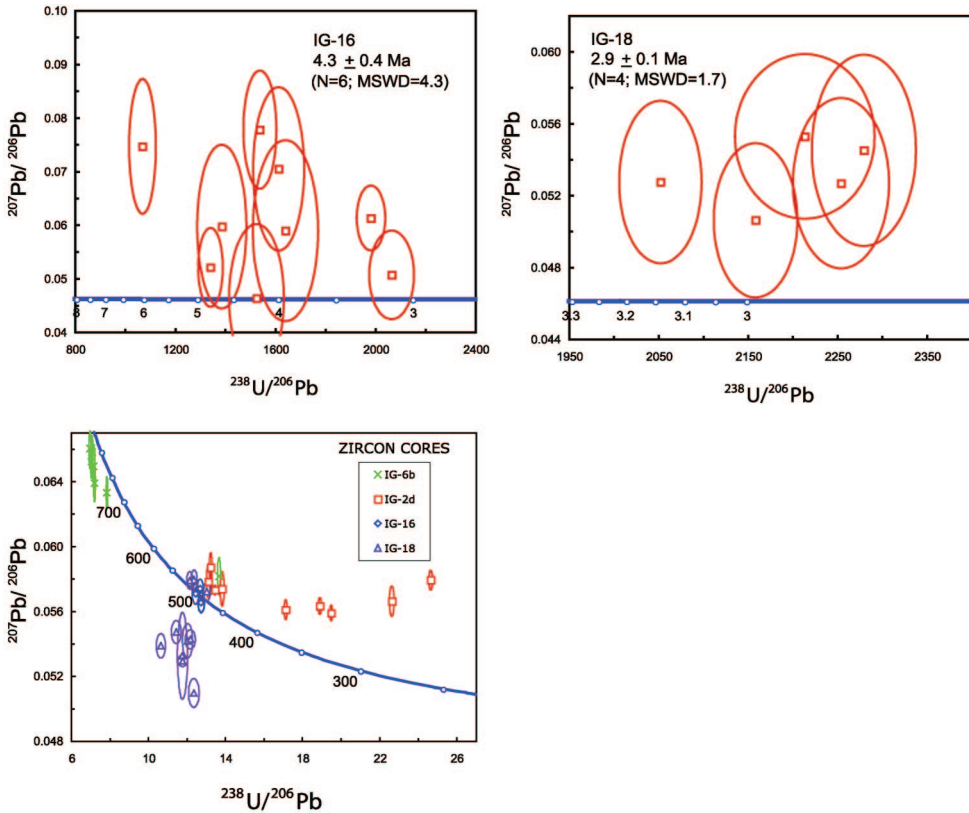 IG-16
4.3 ± 0.4 Ma
(N=6; MSWD=4.3)
207Pb/ 206Pb
0.10
0.09
0.08
0.07
0.06
0.05
0.04
8 7 6 5 4 3
800 1200 1600 2000 2400
238U/206Pb
IG-18
2.9 ± 0.1 Ma
(N=4; MSWD=1.7)
207Pb/ 206Pb
0.060
0.056
0.052
0.048
0.044
3.3 3.2 3.1 3
1950 2050 2150 2250 2350
238U/206Pb
ZIRCON CORES
IG-6b
IG-2d
IG-16
IG-18
207Pb/ 206Pb
0.064
0.060
0.056
0.052
0.048
700
600
500
400
300
6 10 14 18 22 26
238U/206Pb